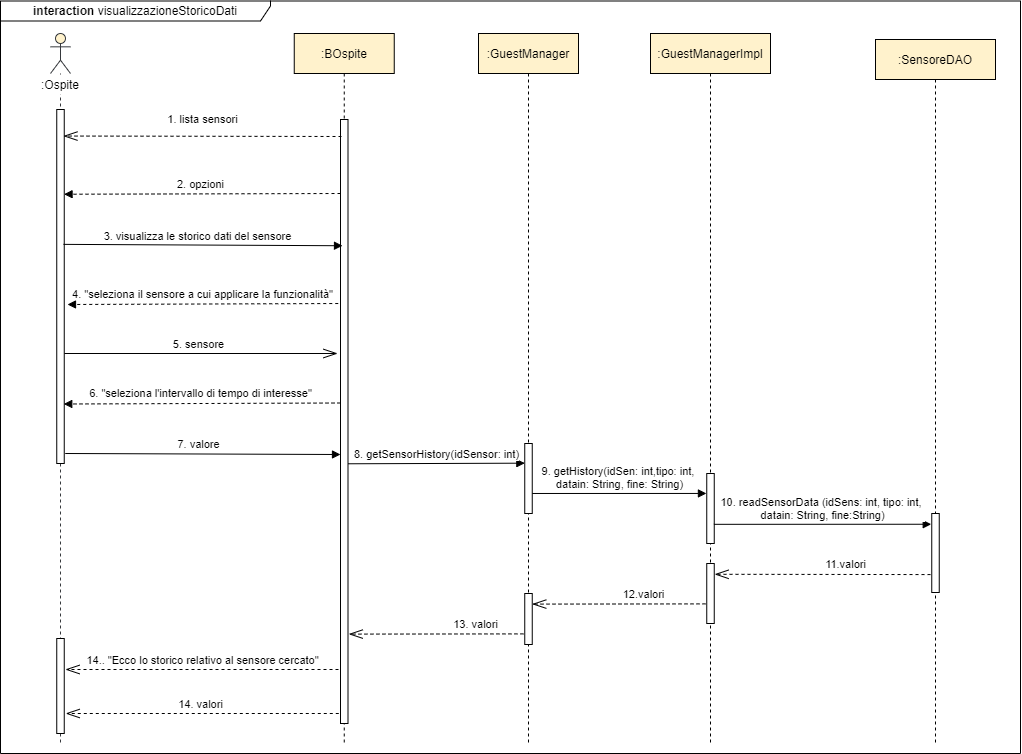 interaction visualizzazioneStoricoDati
:Ospite
:BOspite
:GuestManager
:GuestManagerImpl
:SensoreDAO
1. lista sensori
2. opzioni
3. visualizza le storico dati del sensore
4. "seleziona il sensore a cui applicare la funzionalità"
5. sensore
6. "seleziona l'intervallo di tempo di interesse"
7. valore
8. getSensorHistory(idSensor: int)
9. getHistory(idSen: int,tipo: int,
datain: String, fine: String)
10. readSensorData (idSens: int, tipo: int,
datain: String, fine:String)
11.valori
12.valori
13. valori
14.. "Ecco lo storico relativo al sensore cercato"
14. valori